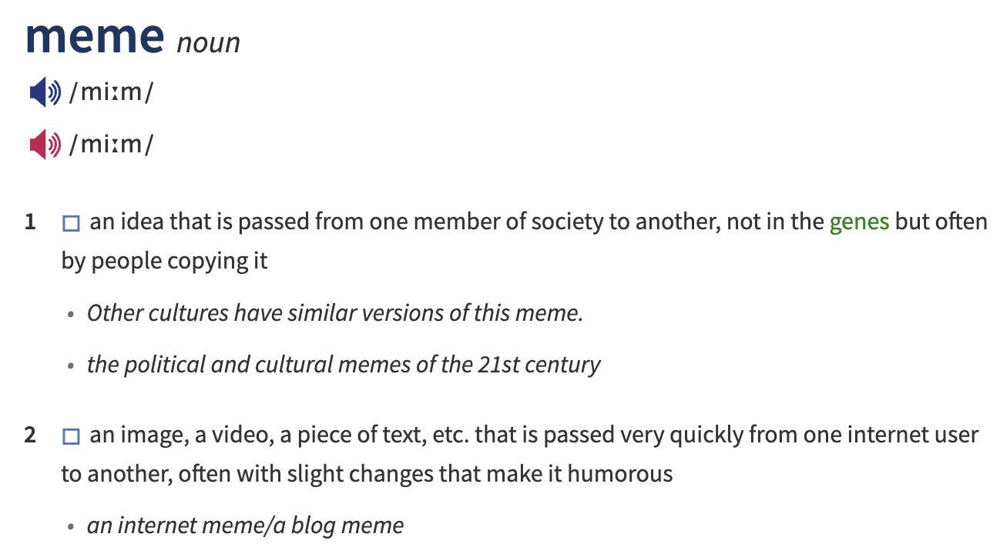 meme noun
/miːm/
/miːm/
1 an idea that is passed from one member of society to another, not in the genes but often
by people copying it
• Other cultures have similar versions of this meme.
• the political and cultural memes of the 21st century
2 an image, a video, a piece of text, etc. that is passed very quickly from one internet user
to another, often with slight changes that make it humorous
• an internet meme/a blog meme